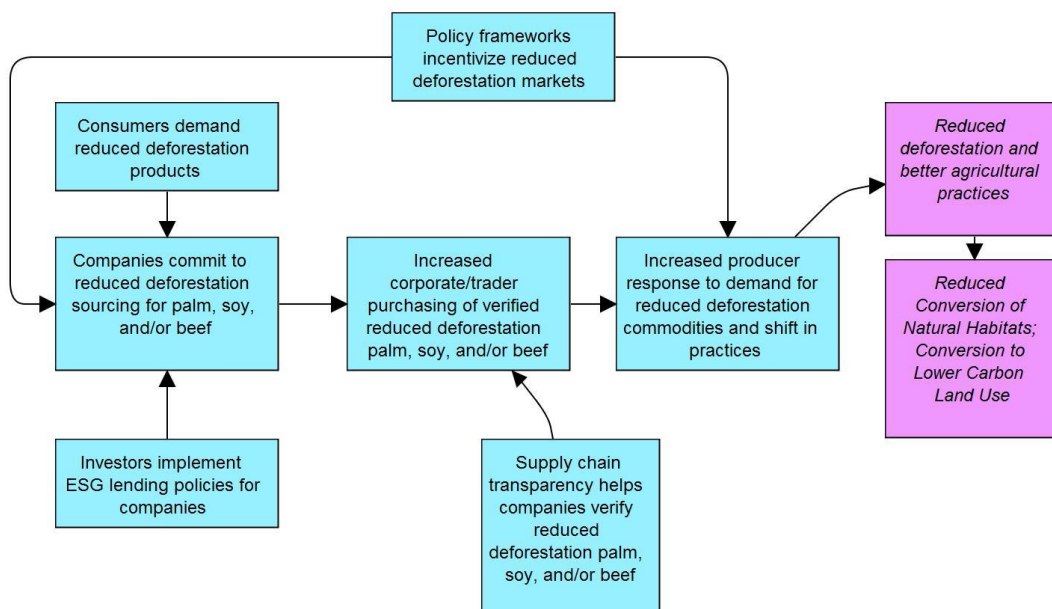 Policy frameworks
incentivize reduced
deforestation markets
Consumers demand
reduced deforestation
products
Reduced
deforestation and
better agricultural
practices
Companies commit to
reduced deforestation
sourcing for palm, soy,
and/or beef
Increased
corporate/trader
purchasing of verified
reduced deforestation
palm, soy, and/or beef
Increased producer
response to demand for
reduced deforestation
commodities and shift in
practices
Reduced
Conversion of
Natural Habitats;
Conversion to
Lower Carbon
Land Use
Investors implement
ESG lending policies for
companies
Supply chain
transparency helps
companies verify
reduced
deforestation palm,
soy, and/or beef